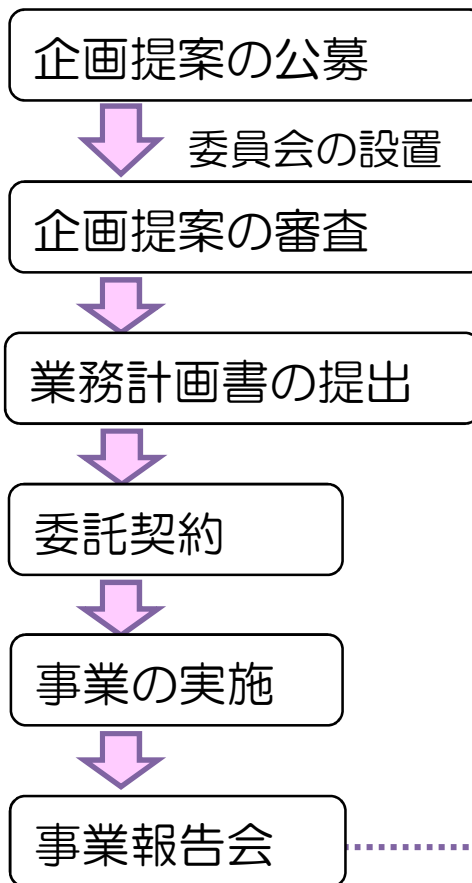 企画提案の公募
委員会の設置
企画提案の審査
業務計画書の提出
委託契約
事業の実施
事業報告会